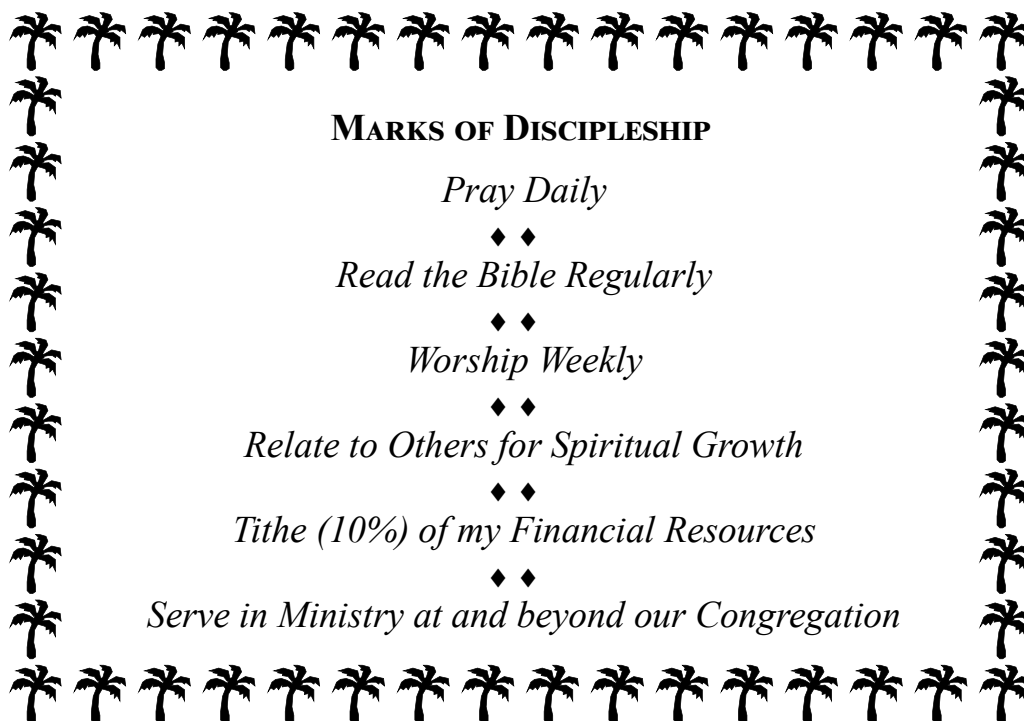 Marks of Discipleship
Pray Daily
♦ ♦
Read the Bible Regularly
♦ ♦
Worship Weekly
♦ ♦
Relate to Others for Spiritual Growth
♦ ♦
Tithe (10%) of my Financial Resources
♦ ♦
Serve in Ministry at and beyond our Congregation